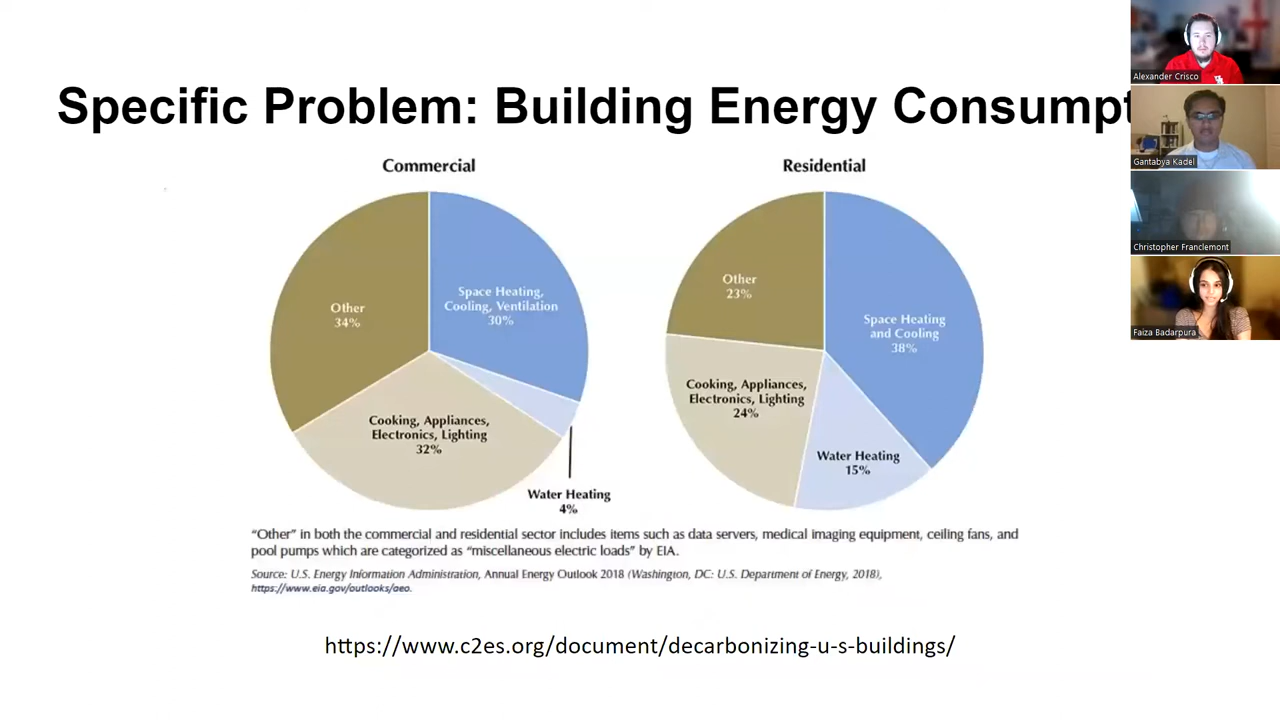 Specific Problem: Building Energy Consumpt
Commercial
Residential
Other
34%
Space Heating,
Cooling, Ventilation
30%
Cooking, Appliances,
Electronics, Lighting
32%
Water Heating
4%
Other
23%
Space Heating
and Cooling
38%
Cooking, Appliances,
Electronics, Lighting
24%
Water Heating
15%
"Other" in both the commercial and residential sector includes items such as data servers, medical imaging equipment, ceiling fans, and
pool pumps which are categorized as "miscellaneous electric loads" by EIA.
Source: U.S. Energy Information Administration, Annual Energy Outlook 2018 (Washington, DC: U.S. Department of Energy, 2018),
https://www.eia.gov/outlooks/aeo.
https://www.c2es.org/document/decarbonizing-u-s-buildings/
Alexander Crisco
Gantabya Kadel
Christopher Franclemont
Faiza Badarpura